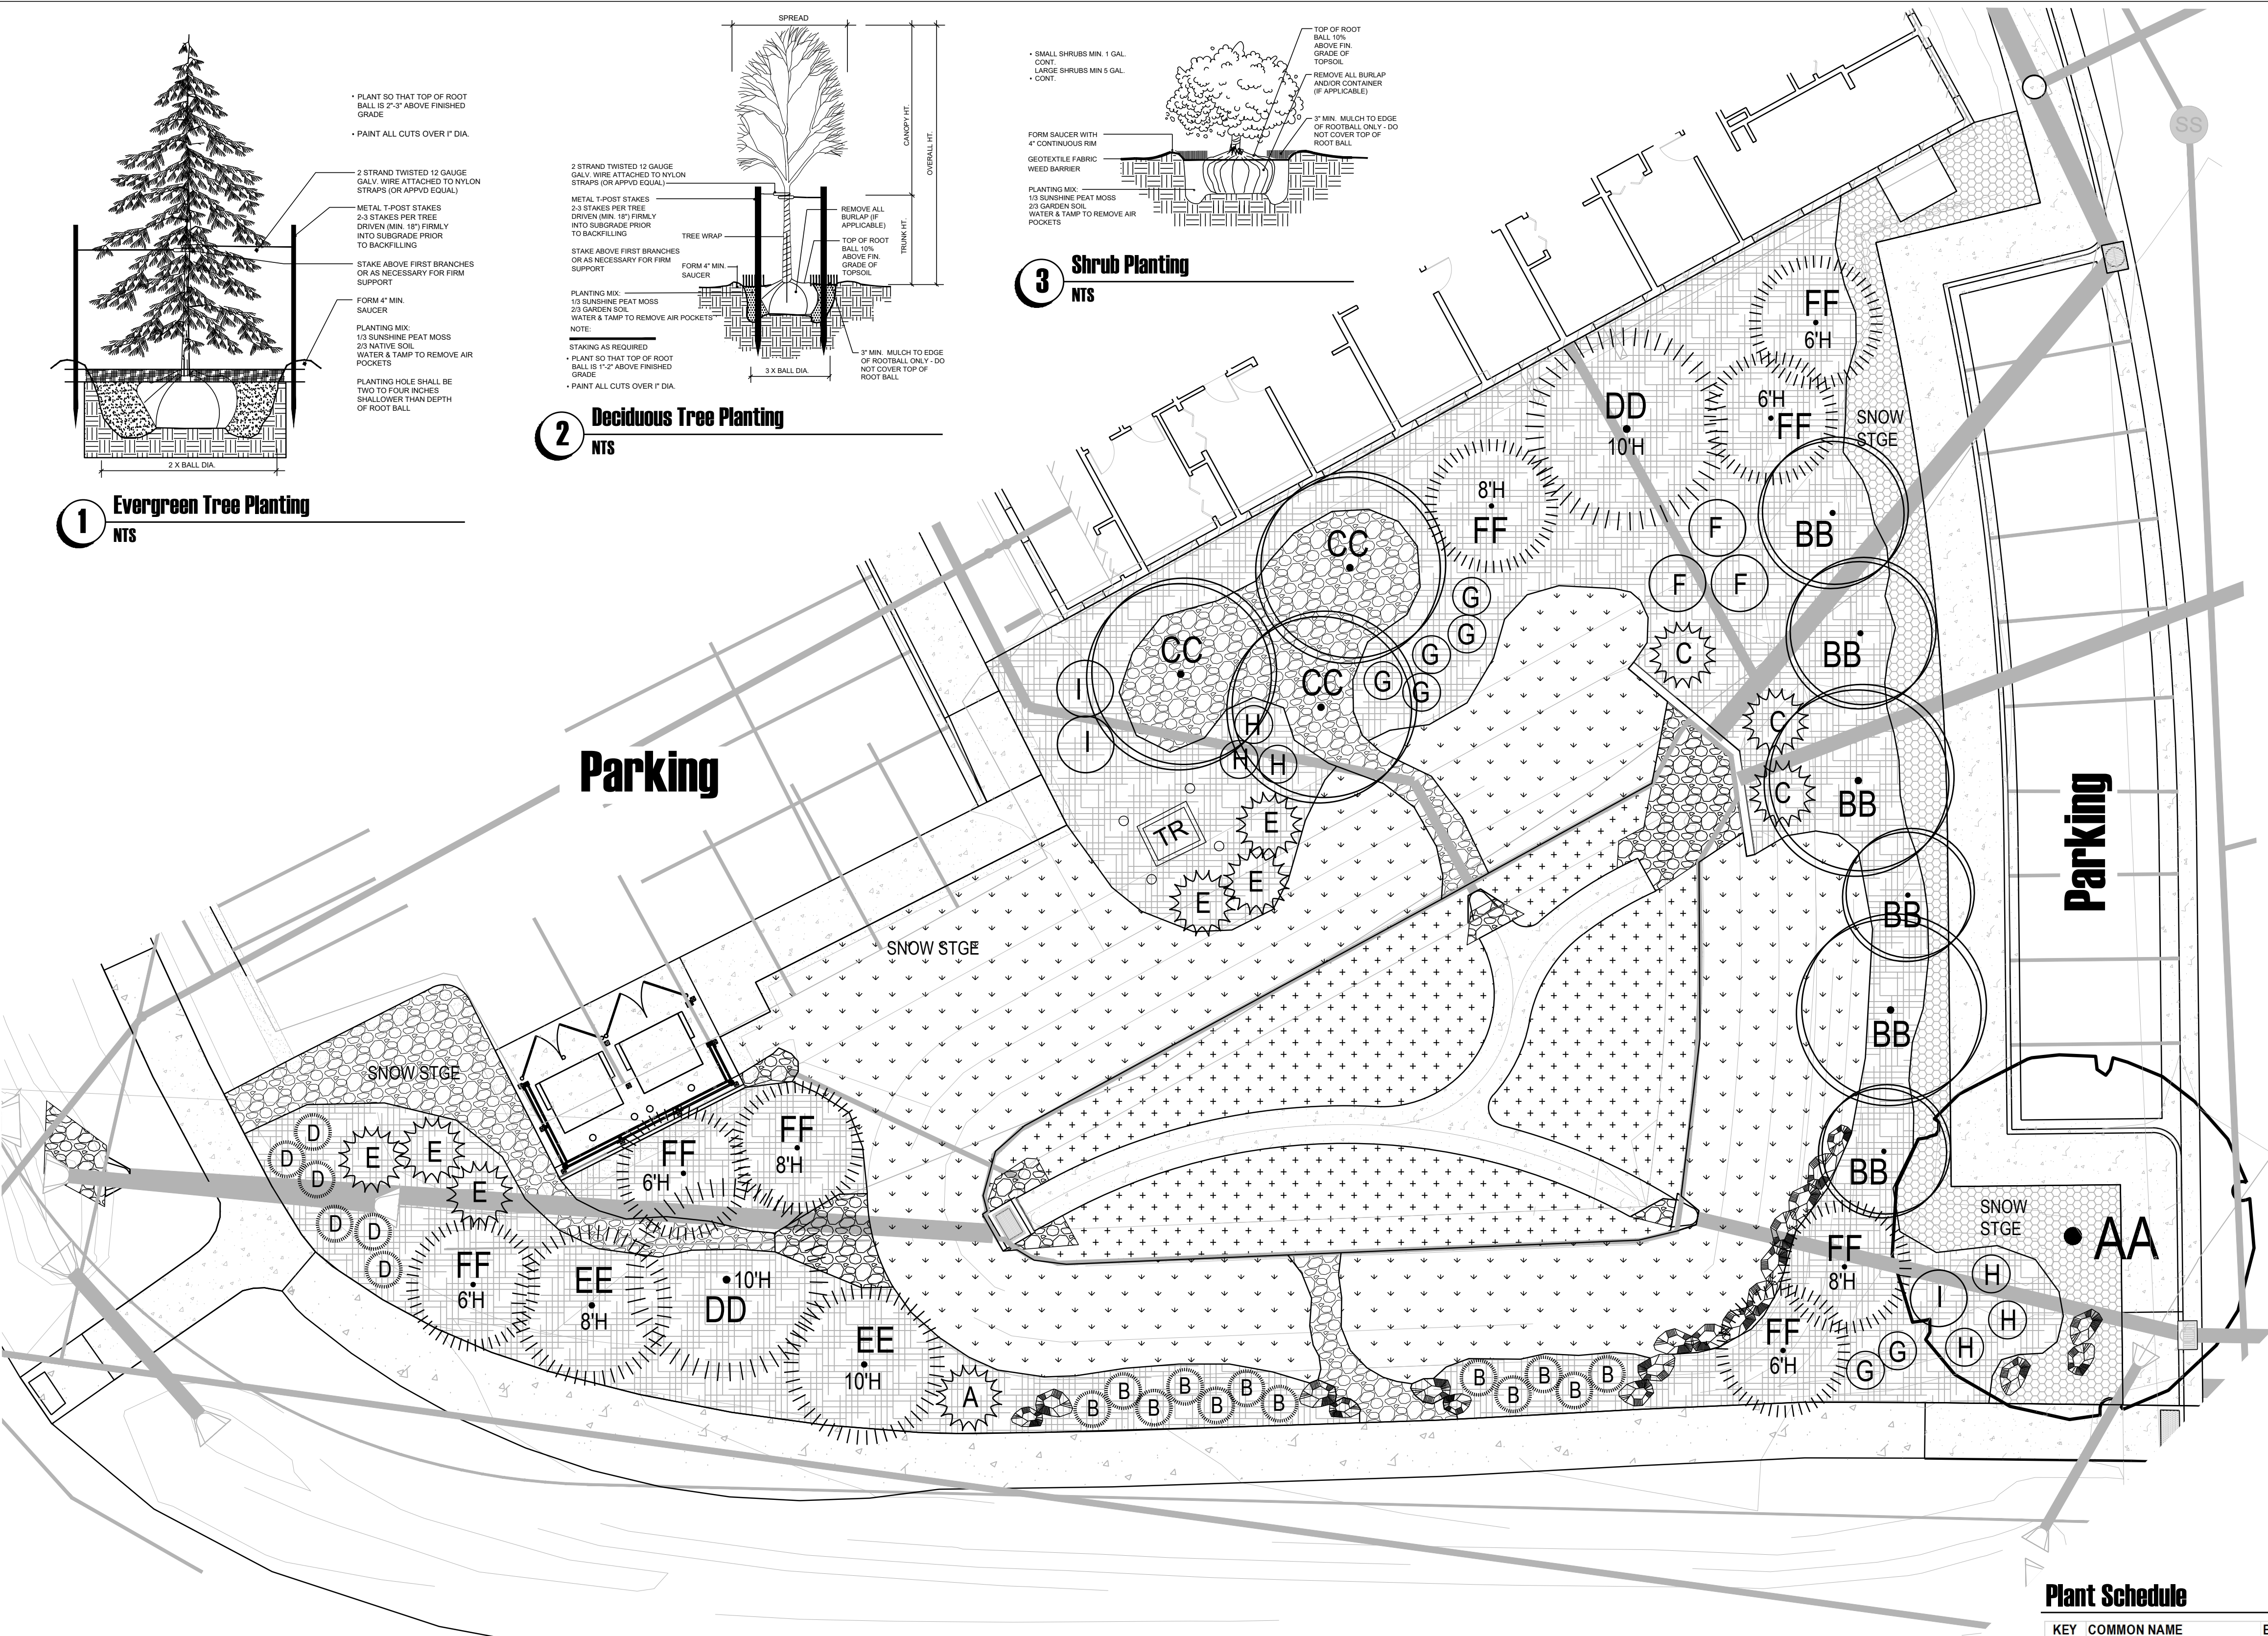 • PLANT SO THAT TOP OF ROOT
BALL IS 2"-3" ABOVE FINISHED
GRADE
• PAINT ALL CUTS OVER I" DIA.
2 STRAND TWISTED 12 GAUGE
GALV. WIRE ATTACHED TO NYLON
STRAPS (OR APPVD EQUAL)
METAL T-POST STAKES
2-3 STAKES PER TREE
DRIVEN (MIN. 18") FIRMLY
INTO SUBGRADE PRIOR
TO BACKFILLING
STAKE ABOVE FIRST BRANCHES
OR AS NECESSARY FOR FIRM
SUPPORT
FORM 4" MIN.
SAUCER
PLANTING MIX:
1/3 SUNSHINE PEAT MOSS
2/3 NATIVE SOIL
WATER & TAMP TO REMOVE AIR
POCKETS
PLANTING HOLE SHALL BE
TWO TO FOUR INCHES
SHALLOWER THAN DEPTH
OF ROOT BALL
2 X BALL DIA.
1
Evergreen Tree Planting
NTS
SPREAD
CANOPY HT.
OVERALL HT.
TRUNK HT.
2 STRAND TWISTED 12 GAUGE
GALV. WIRE ATTACHED TO NYLON
STRAPS (OR APPVD EQUAL)
METAL T-POST STAKES
2-3 STAKES PER TREE
DRIVEN (MIN. 18") FIRMLY
INTO SUBGRADE PRIOR
TO BACKFILLING
TREE WRAP
STAKE ABOVE FIRST BRANCHES
OR AS NECESSARY FOR FIRM
SUPPORT
FORM 4" MIN.
SAUCER
PLANTING MIX:
1/3 SUNSHINE PEAT MOSS
2/3 GARDEN SOIL
WATER & TAMP TO REMOVE AIR POCKETS
NOTE:
STAKING AS REQUIRED
• PLANT SO THAT TOP OF ROOT
BALL IS 1"-2" ABOVE FINISHED
GRADE
• PAINT ALL CUTS OVER I" DIA.
REMOVE ALL
BURLAP (IF
APPLICABLE)
TOP OF ROOT
BALL 10%
ABOVE FIN.
GRADE OF
TOPSOIL
3" MIN. MULCH TO EDGE
OF ROOTBALL ONLY - DO
NOT COVER TOP OF
ROOT BALL
3 X BALL DIA.
2
Deciduous Tree Planting
NTS
• SMALL SHRUBS MIN. 1 GAL.
CONT.
LARGE SHRUBS MIN 5 GAL.
• CONT.
TOP OF ROOT
BALL 10%
ABOVE FIN.
GRADE OF
TOPSOIL
REMOVE ALL BURLAP
AND/OR CONTAINER
(IF APPLICABLE)
3" MIN. MULCH TO EDGE
OF ROOTBALL ONLY - DO
NOT COVER TOP OF
ROOT BALL
FORM SAUCER WITH
4" CONTINUOUS RIM
GEOTEXTILE FABRIC
WEED BARRIER
PLANTING MIX:
1/3 SUNSHINE PEAT MOSS
2/3 GARDEN SOIL
WATER & TAMP TO REMOVE AIR
POCKETS
3
Shrub Planting
NTS
SS
FF
6'H
6'H
FF
SNOW
STGE
DD
10'H
8'H
FF
F
F
F
BB
CC
G
G
G
G
G
C
BB
CC
CC
I
I
H
H
H
C
C
BB
Parking
Parking
TR
E
E
E
BB
SNOW STGE
BB
SNOW STGE
D
D
D
E
E
E
FF
6'H
FF
8'H
BB
SNOW
STGE
AA
D
D
D
FF
6'H
EE
8'H
10'H
DD
EE
10'H
FF
8'H
H
I
H
H
FF
6'H
G
G
A
B
B
B
B
B
B
B
B
B
B
B
B
Plant Schedule
KEY COMMON NAME